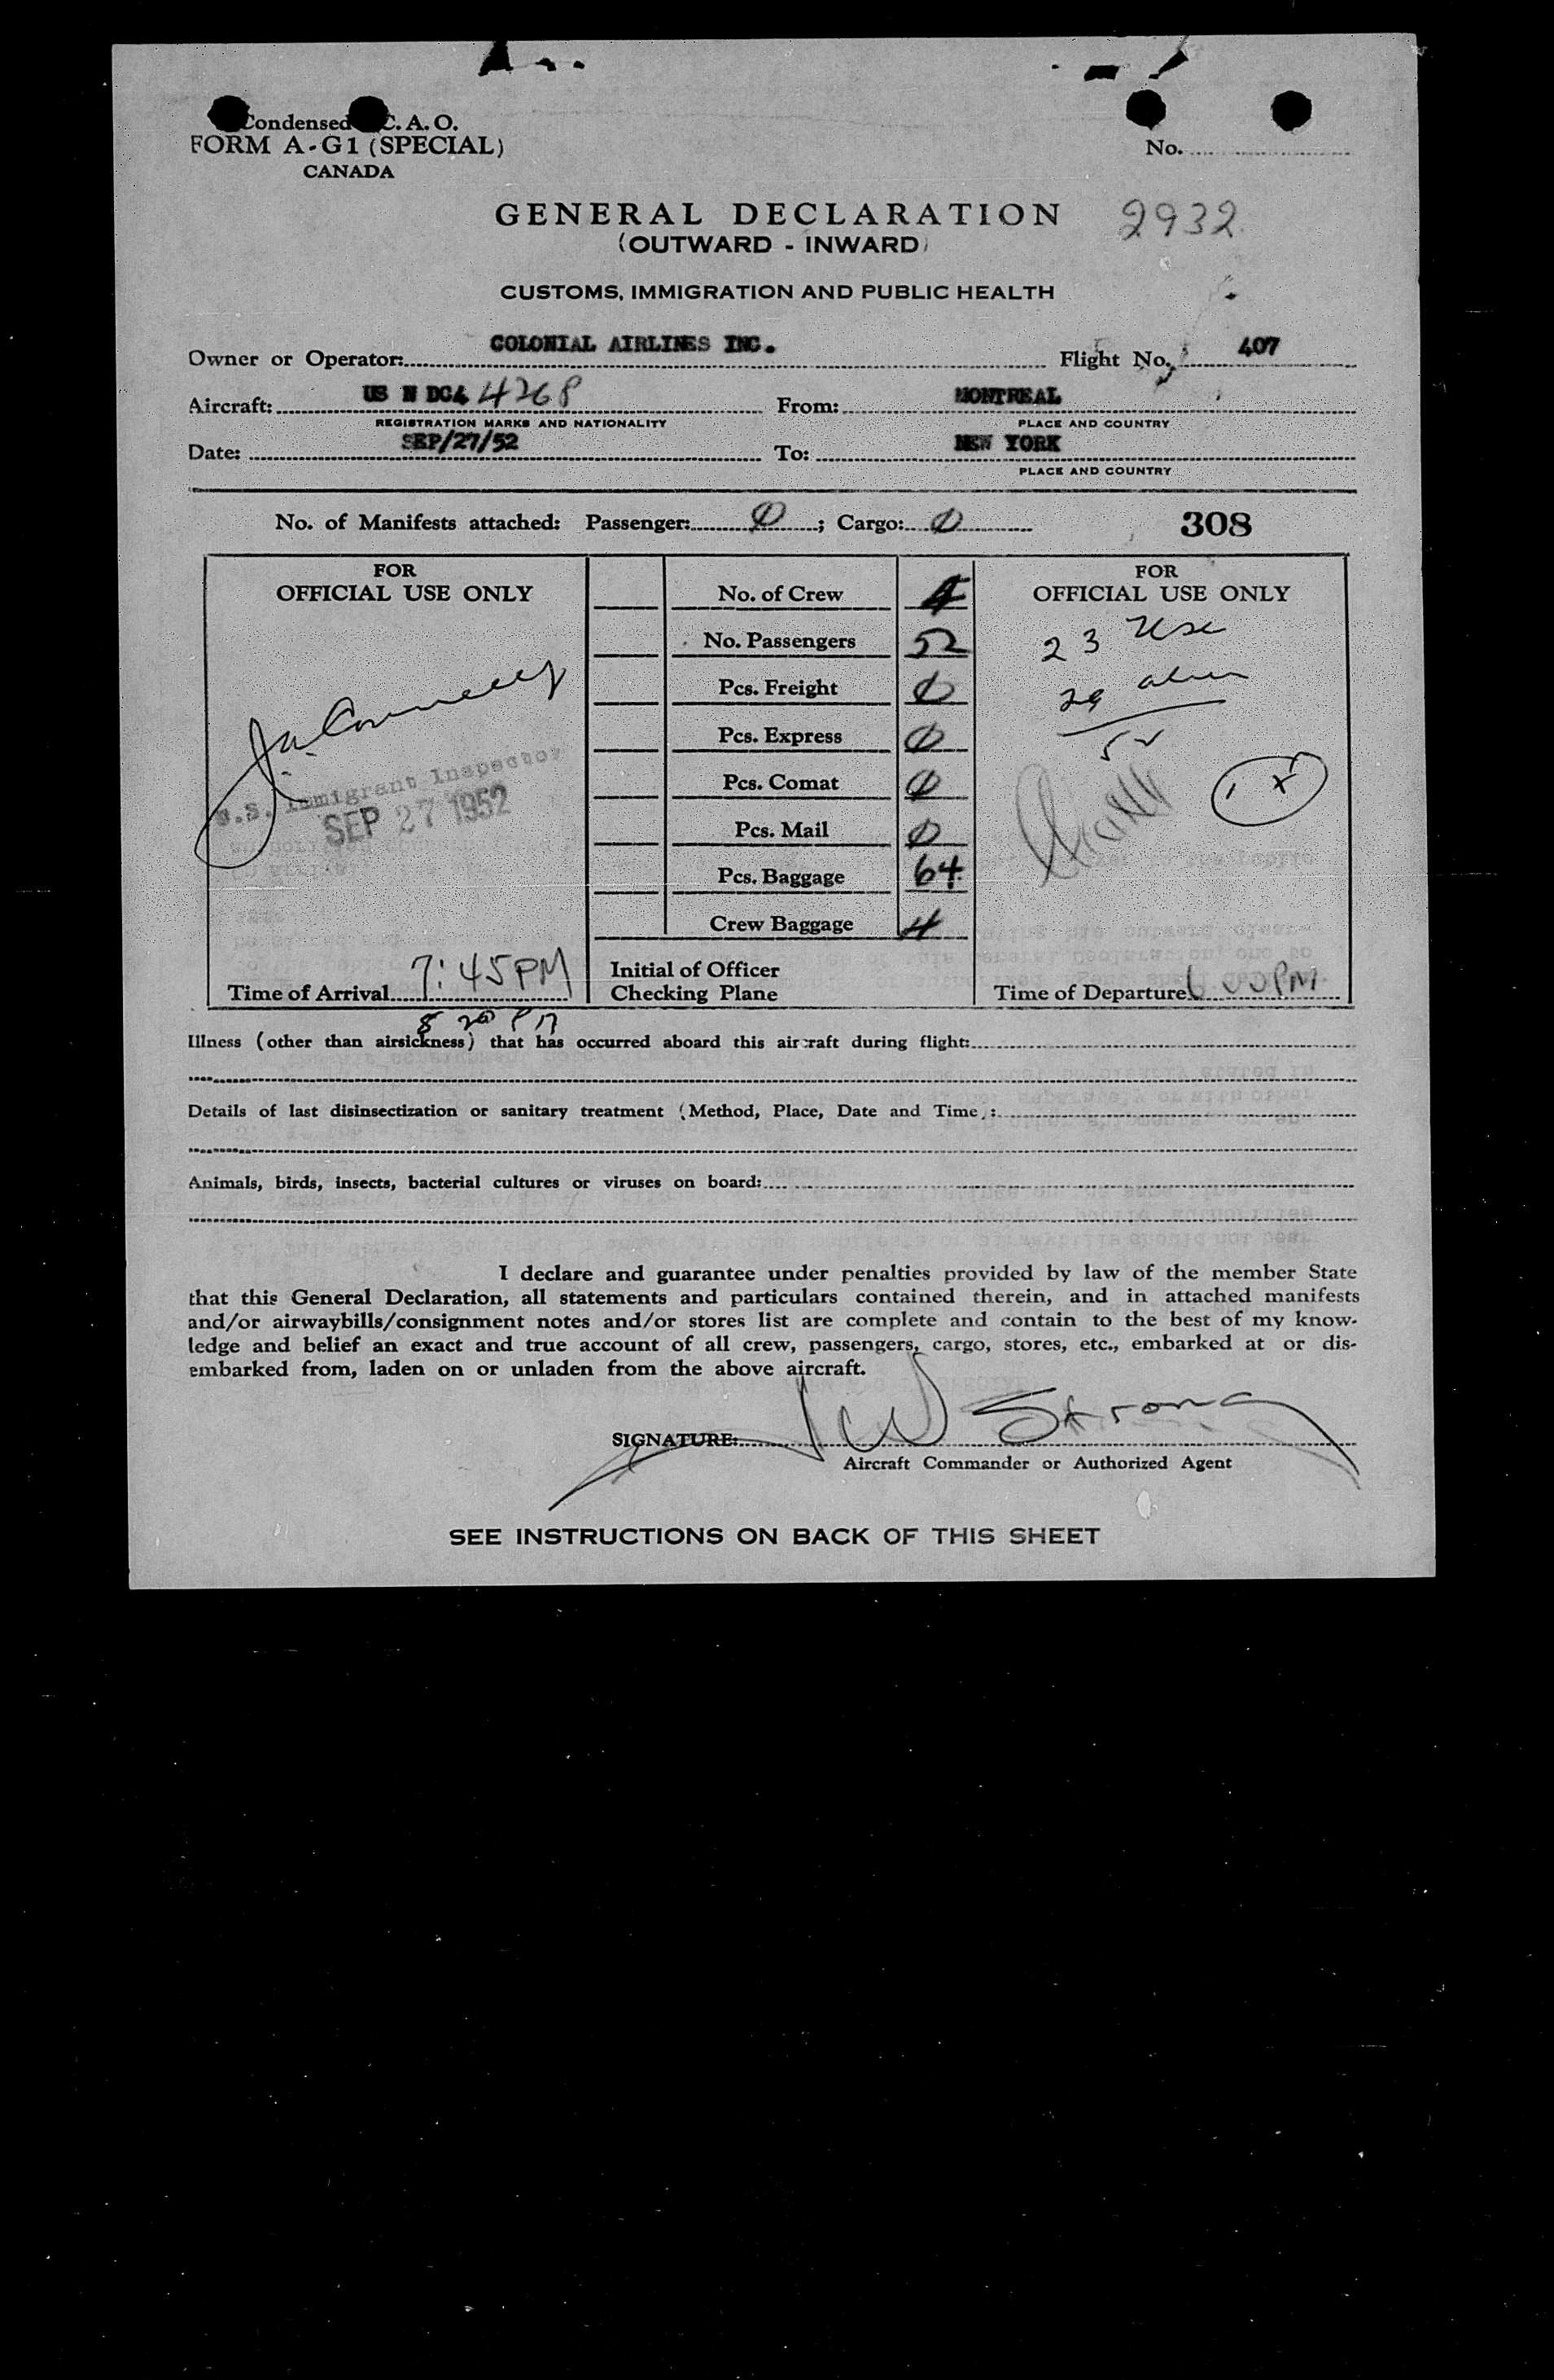 Condensed C.A.O.
FORM A-G1 (SPECIAL)
CANADA
No.
GENERAL DECLARATION
2932
(OUTWARD - INWARD)
CUSTOMS, IMMIGRATION AND PUBLIC HEALTH
Owner or Operator: COLONIAL AIRLINES INC. Flight No. 407
Aircraft: US N DC4 4268 From: MONTREAL
REGISTRATION MARKS AND NATIONALITY PLACE AND COUNTRY
Date: SEP/27/52 To: NEW YORK
PLACE AND COUNTRY
No. of Manifests attached: Passenger: 0; Cargo: 0 308
FOR
OFFICIAL USE ONLY
U.S. Immigrant Inspector
SEP 27 1952
Time of Arrival 7:45PM
8 20 PM
No. of Crew 4
No. Passengers 52
Pcs. Freight 0
Pcs. Express 0
Pcs. Comat 0
Pcs. Mail 0
Pcs. Baggage 64
Crew Baggage 4
Initial of Officer
Checking Plane
FOR
OFFICIAL USE ONLY
23 USC
29 alien
52
Time of Departure 6 00PM
Illness (other than airsickness) that has occurred aboard this aircraft during flight:
Details of last disinsectization or sanitary treatment (Method, Place, Date and Time):
Animals, birds, insects, bacterial cultures or viruses on board:
I declare and guarantee under penalties provided by law of the member State
that this General Declaration, all statements and particulars contained therein, and in attached manifests
and/or airwaybills/consignment notes and/or stores list are complete and contain to the best of my know-
ledge and belief an exact and true account of all crew, passengers, cargo, stores, etc., embarked at or dis-
embarked from, laden on or unladen from the above aircraft.
SIGNATURE: W Strong
Aircraft Commander or Authorized Agent
SEE INSTRUCTIONS ON BACK OF THIS SHEET